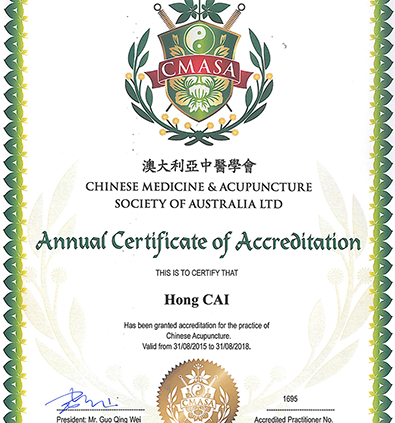 CMASA
澳大利亞中醫學會
CHINESE MEDICINE & ACUPUNCTURE
SOCIETY OF AUSTRALIA LTD
Annual Certificate of Accreditation
THIS IS TO CERTIFY THAT
Hong CAI
Has been granted accreditation for the practice of
Chinese Acupuncture.
Valid from 31/08/2015 to 31/08/2018.
CMASA
1695
President: Mr. Guo Qing Wei
Accredited Practitioner No.